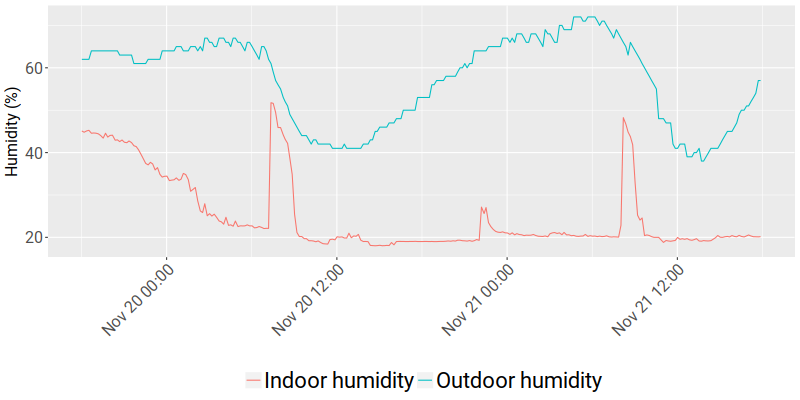 Humidity (%)
60
40
20
Nov 20 00:00
Nov 20 12:00
Nov 21 00:00
Nov 21 12:00
Indoor humidity
Outdoor humidity